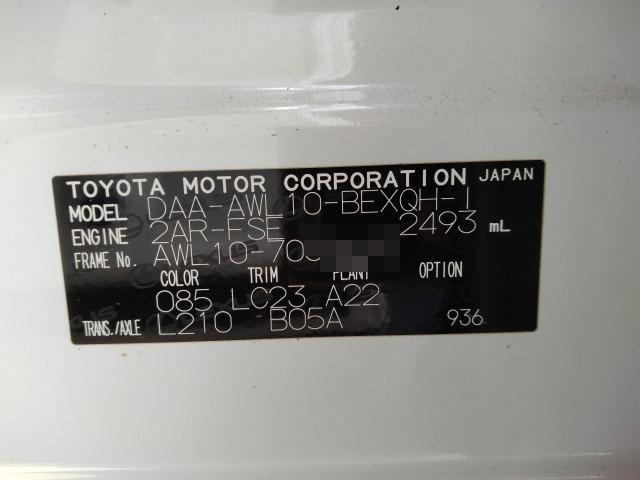 TOYOTA MOTOR CORPORATION JAPAN
MODEL DAA-AWL10-BEXQH-I
ENGINE 2AR-FSE 2493 mL
FRAME No. AWL10-70
COLOR TRIM PLANT OPTION
085 LC23 A22
TRANS./AXLE L210 B05A 936